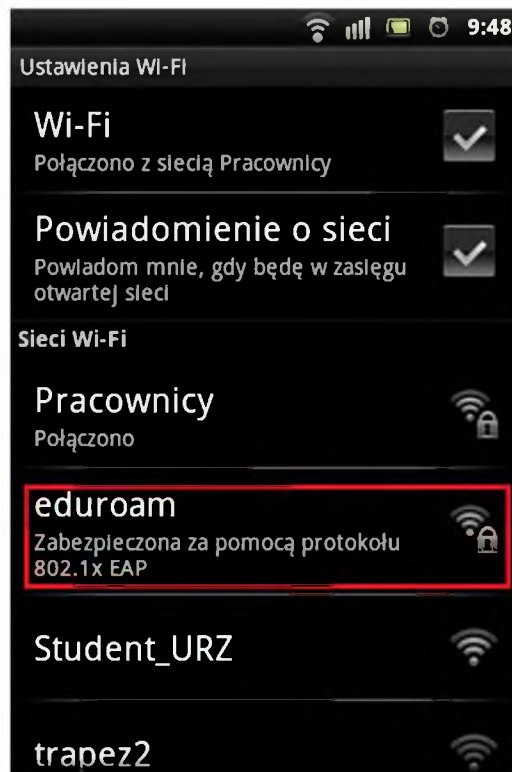 9:48
Ustawienia Wi-Fi
Wi-Fi
Połączono z siecią Pracownicy
Powiadomienie o sieci
Powiadom mnie, gdy będę w zasięgu
otwartej sieci
Sieci Wi-Fi
Pracownicy
Połączono
eduroam
Zabezpieczona za pomocą protokołu
802.1x EAP
Student_URZ
trapez2